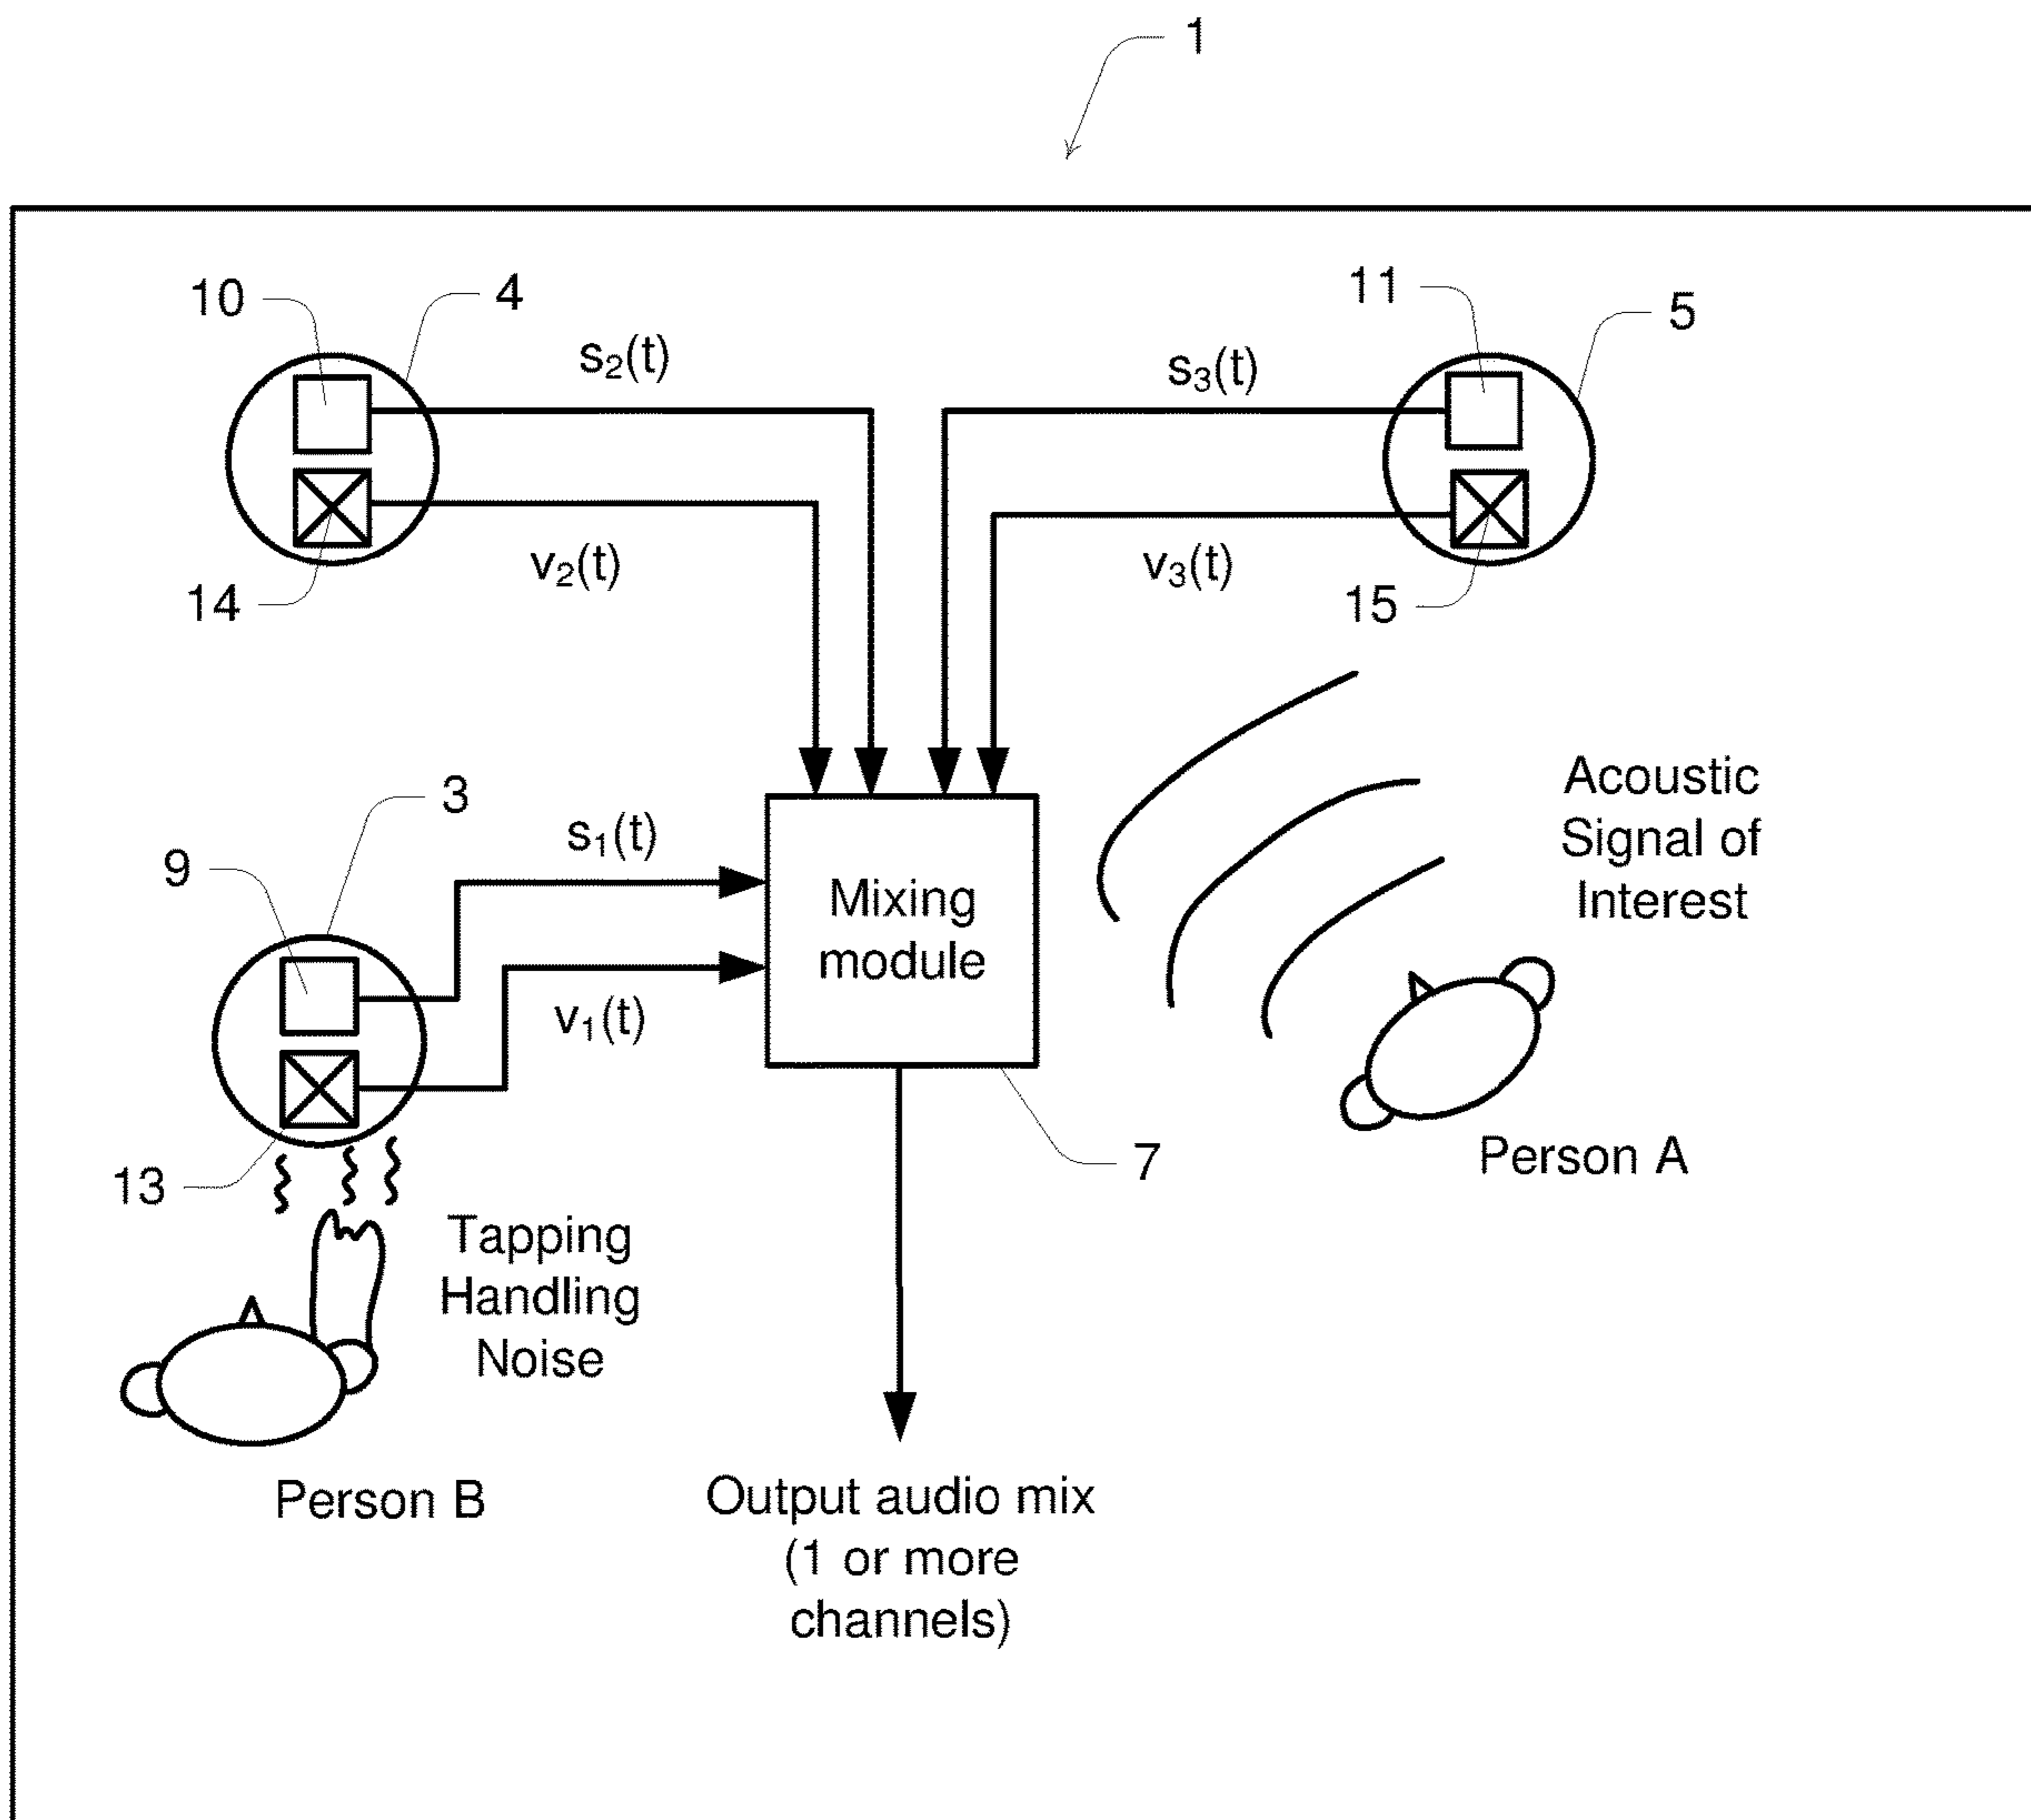 1
10
4
11
5
s₂(t)
s₃(t)
v₂(t)
v₃(t)
14
15
3
s₁(t)
9
Mixing
module
v₁(t)
Acoustic
Signal of
Interest
13
7
Person A
Tapping
Handling
Noise
Person B
Output audio mix
(1 or more
channels)